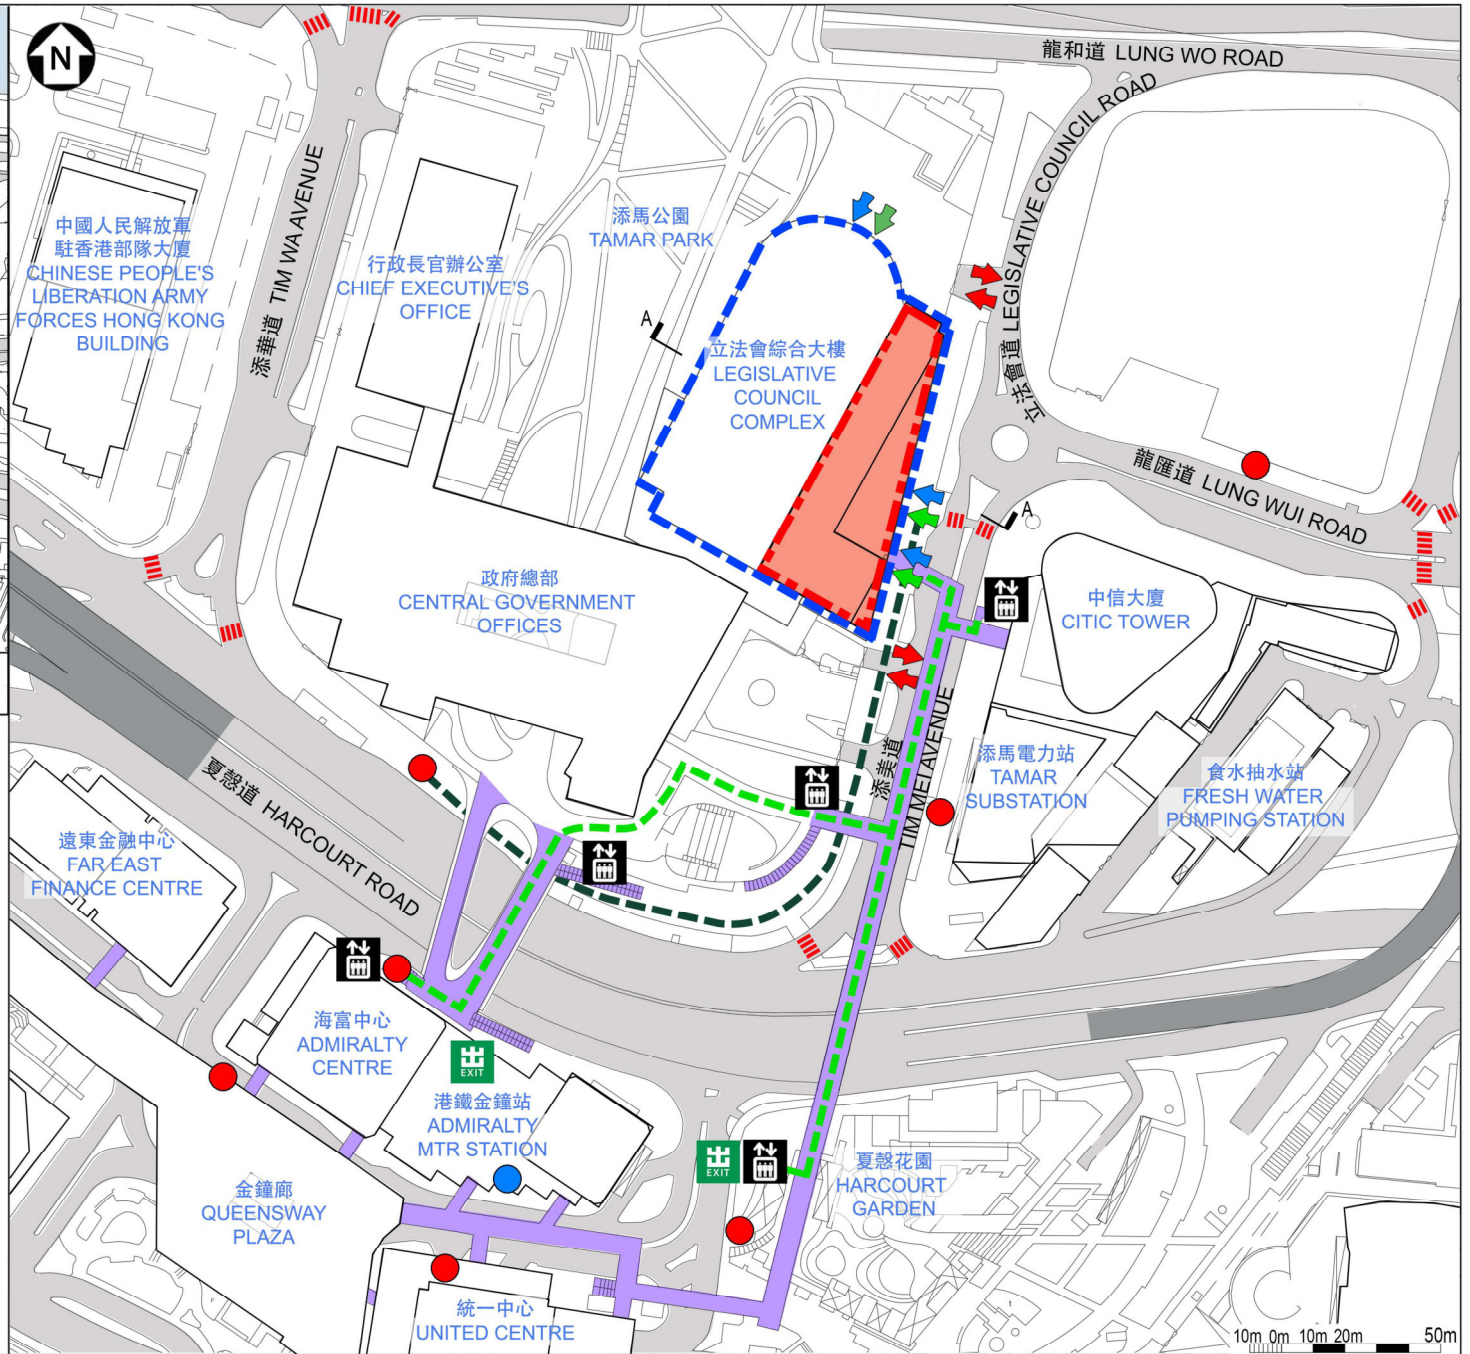 N
龍和道 LUNG WO ROAD
立法會道 LEGISLATIVE COUNCIL ROAD
添華道 TIM WA AVENUE
中國人民解放軍
駐香港部隊大廈
CHINESE PEOPLE'S
LIBERATION ARMY
FORCES HONG KONG
BUILDING
行政長官辦公室
CHIEF EXECUTIVE'S
OFFICE
添馬公園
TAMAR PARK
A
立法會綜合大樓
LEGISLATIVE
COUNCIL
COMPLEX
龍匯道 LUNG WUI ROAD
A
政府總部
CENTRAL GOVERNMENT
OFFICES
中信大廈
CITIC TOWER
添美道
TIM MEI AVENUE
添馬電力站
TAMAR
SUBSTATION
食水抽水站
FRESH WATER
PUMPING STATION
夏慤道 HARCOURT ROAD
遠東金融中心
FAR EAST
FINANCE CENTRE
海富中心
ADMIRALTY
CENTRE
出
EXIT
港鐵金鐘站
ADMIRALTY
MTR STATION
出
EXIT
夏慤花園
HARCOURT
GARDEN
金鐘廊
QUEENSWAY
PLAZA
統一中心
UNITED CENTRE
10m 0m 10m 20m 50m